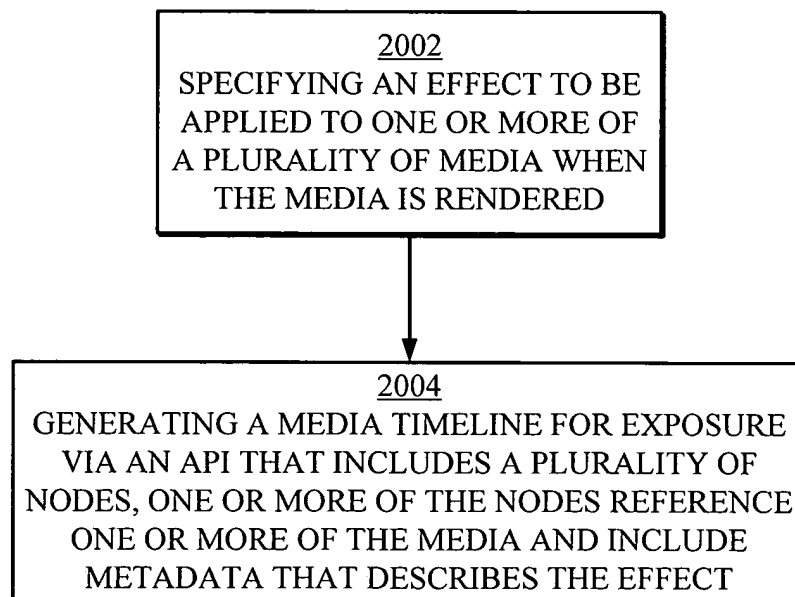 2002
SPECIFYING AN EFFECT TO BE
APPLIED TO ONE OR MORE OF
A PLURALITY OF MEDIA WHEN
THE MEDIA IS RENDERED
2004
GENERATING A MEDIA TIMELINE FOR EXPOSURE
VIA AN API THAT INCLUDES A PLURALITY OF
NODES, ONE OR MORE OF THE NODES REFERENCE
ONE OR MORE OF THE MEDIA AND INCLUDE
METADATA THAT DESCRIBES THE EFFECT